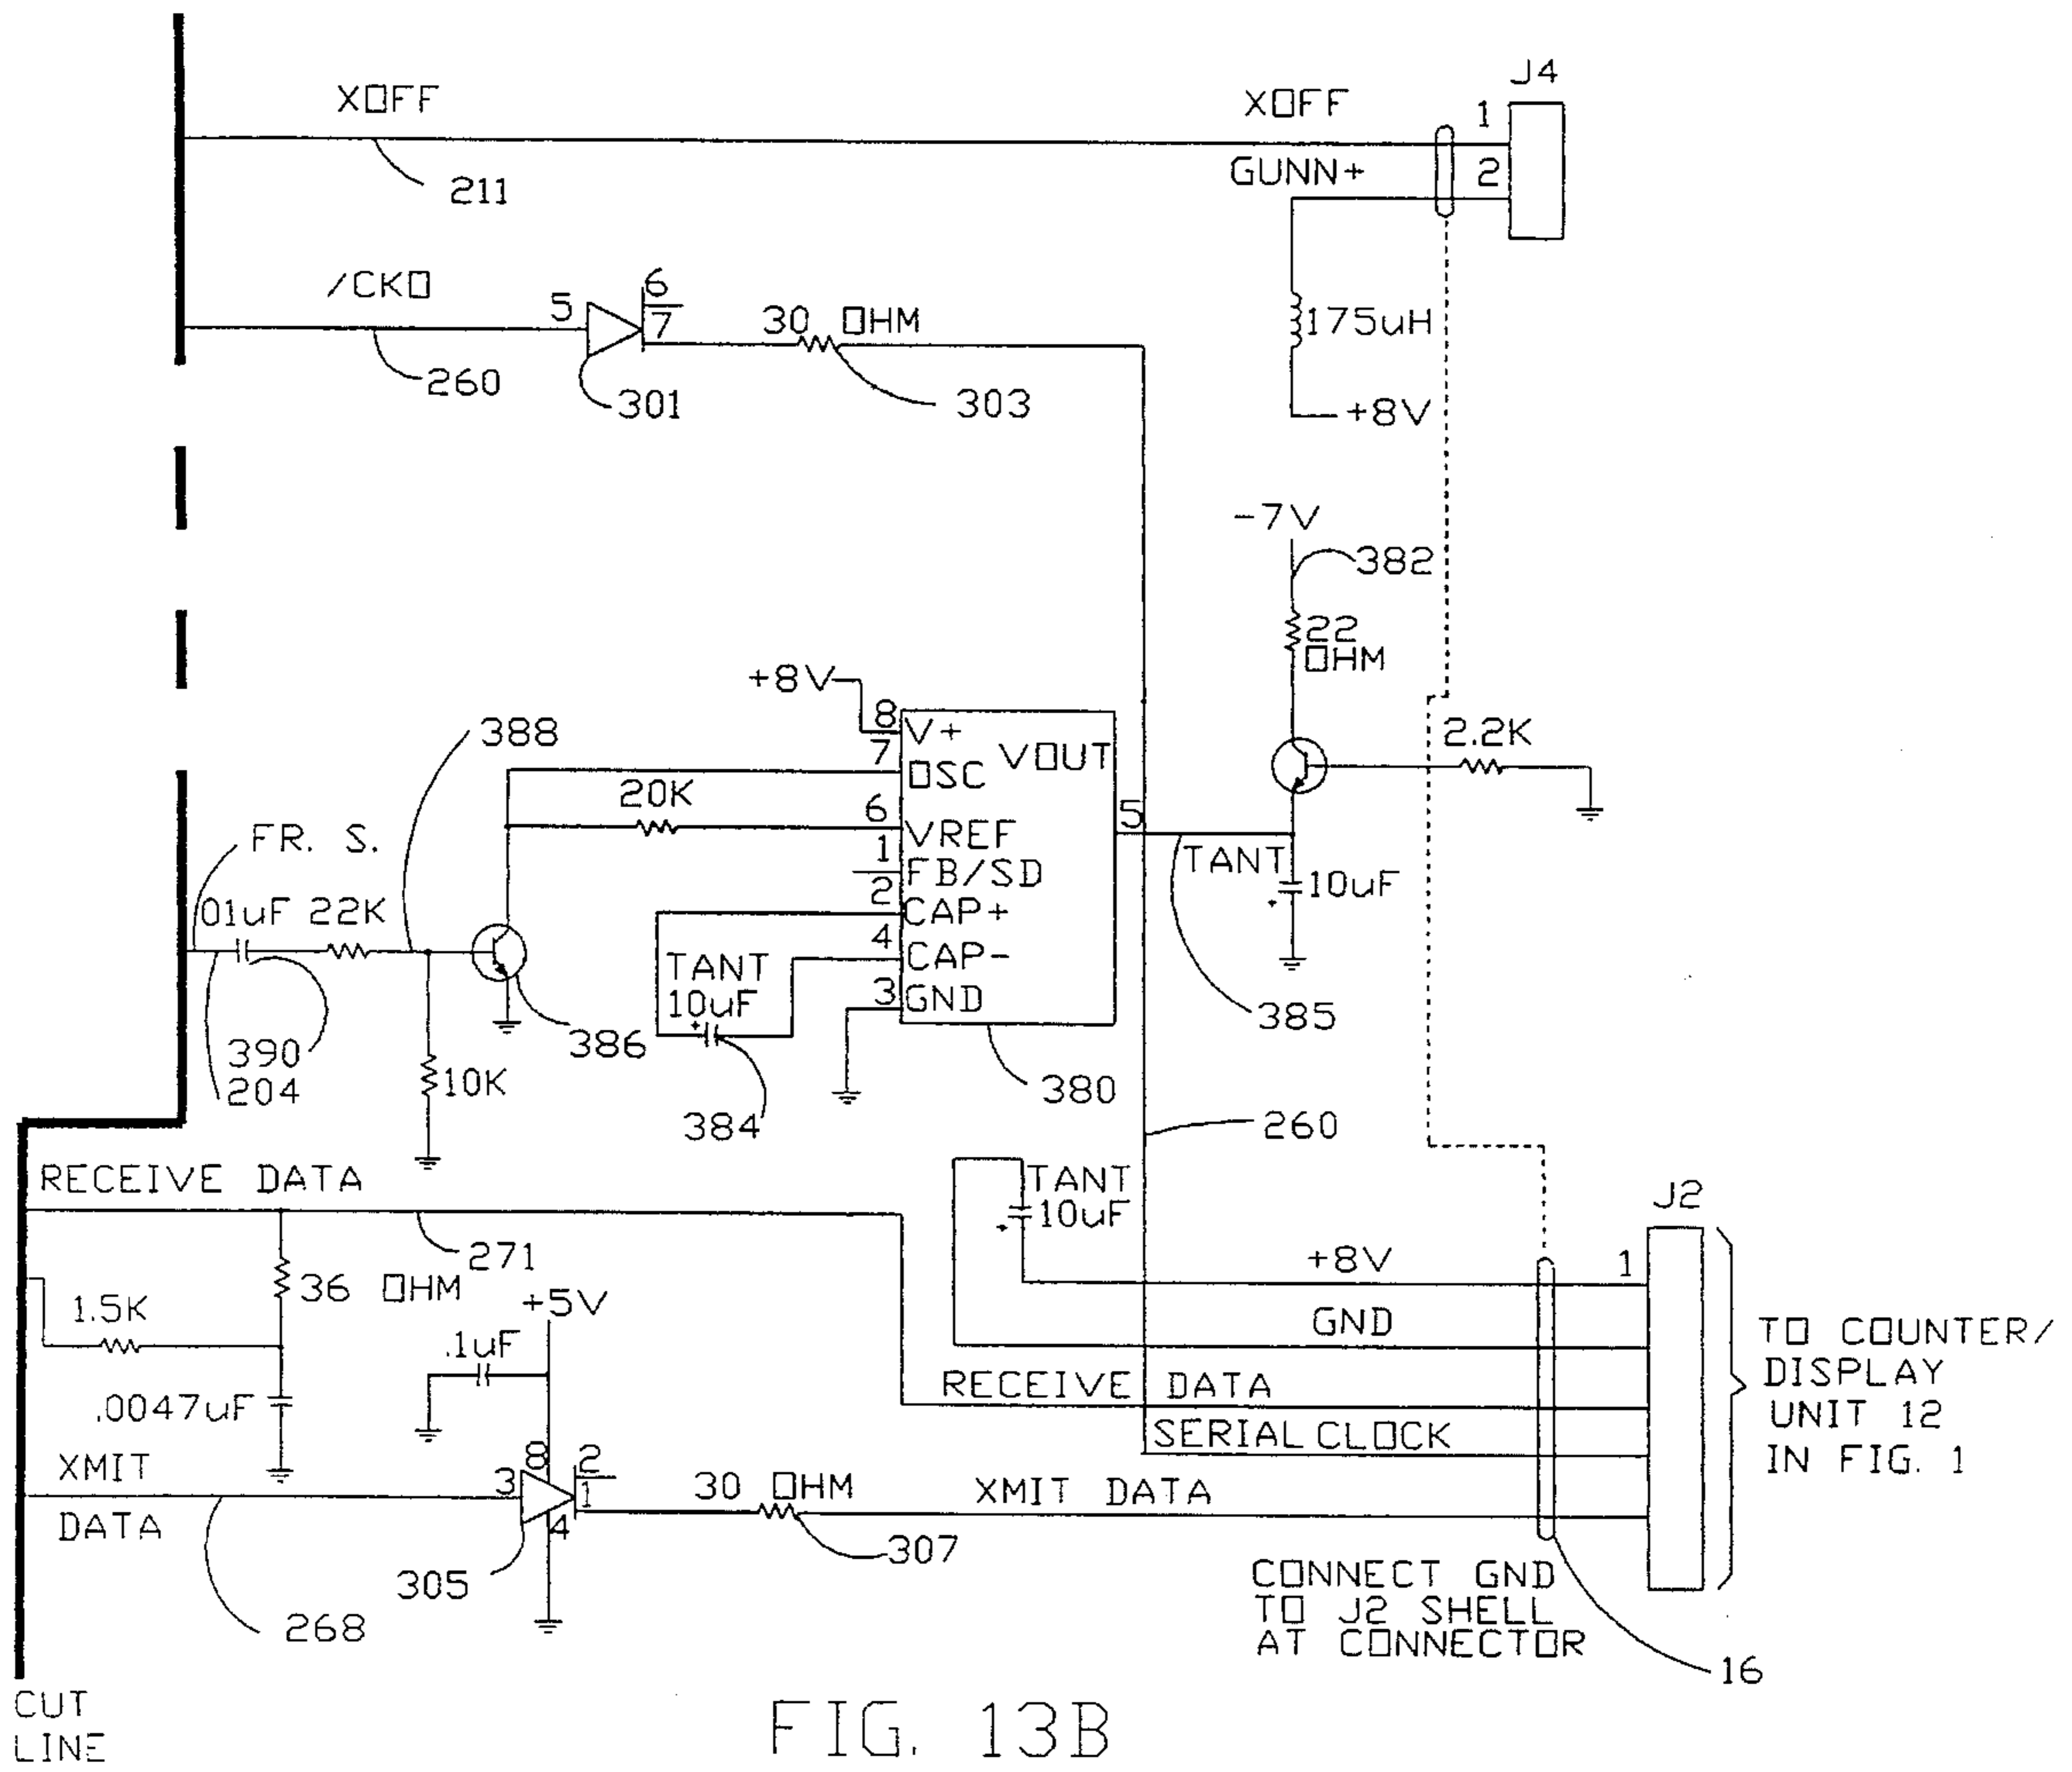 J4
XOFF
XOFF
1
GUNN+
2
211
/CKO
5
6
7
30 OHM
175uH
260
301
303
+8V
-7V
382
22
OHM
+8V
388
8
V+
7
VOUT
OSC
2.2K
20K
6
5
VREF
FR. S.
1
TANT
FB/SD
2
10uF
01uF
22K
CAP+
4
CAP-
TANT
10uF
3
GND
385
386
390
204
10K
380
384
260
RECEIVE DATA
TANT
10uF
J2
271
36 OHM
+8V
1
1.5K
+5V
GND
TO COUNTER/
DISPLAY
UNIT 12
IN FIG. 1
.1uF
RECEIVE DATA
.0047uF
SERIAL CLOCK
XMIT
DATA
8
2
3
1
4
30 OHM
XMIT DATA
307
305
268
CONNECT GND
TO J2 SHELL
AT CONNECTOR
16
CUT
LINE
FIG. 13B